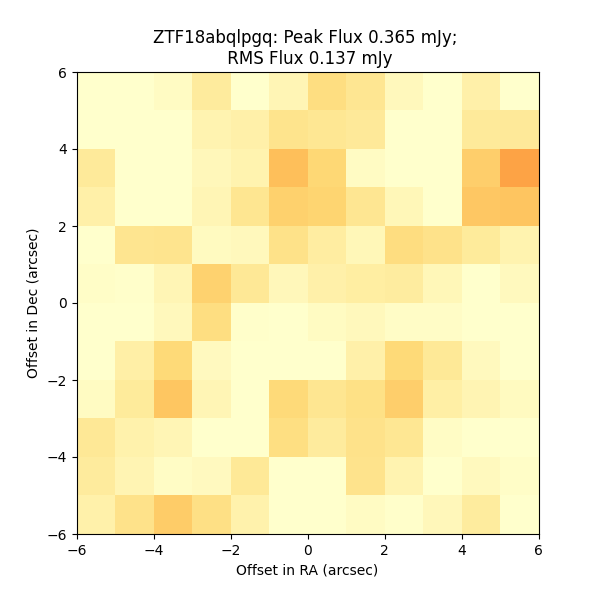 ZTF18abqlpgq: Peak Flux 0.365 mJy;
RMS Flux 0.137 mJy
6
4
2
0
−2
−4
−6
Offset in Dec (arcsec)
−6 −4 −2 0 2 4 6
Offset in RA (arcsec)